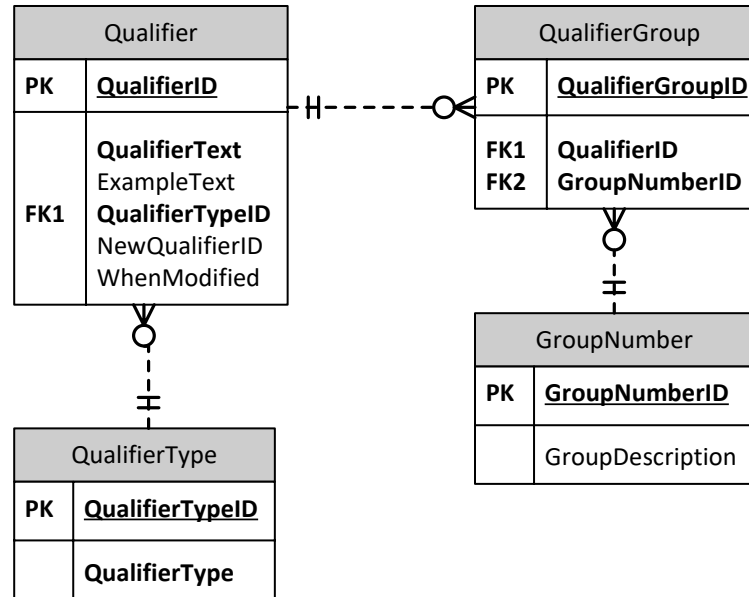 Qualifier
PK QualifierID
QualifierText
ExampleText
FK1 QualifierTypeID
NewQualifierID
WhenModified
QualifierGroup
PK QualifierGroupID
FK1 QualifierID
FK2 GroupNumberID
GroupNumber
PK GroupNumberID
GroupDescription
QualifierType
PK QualifierTypeID
QualifierType